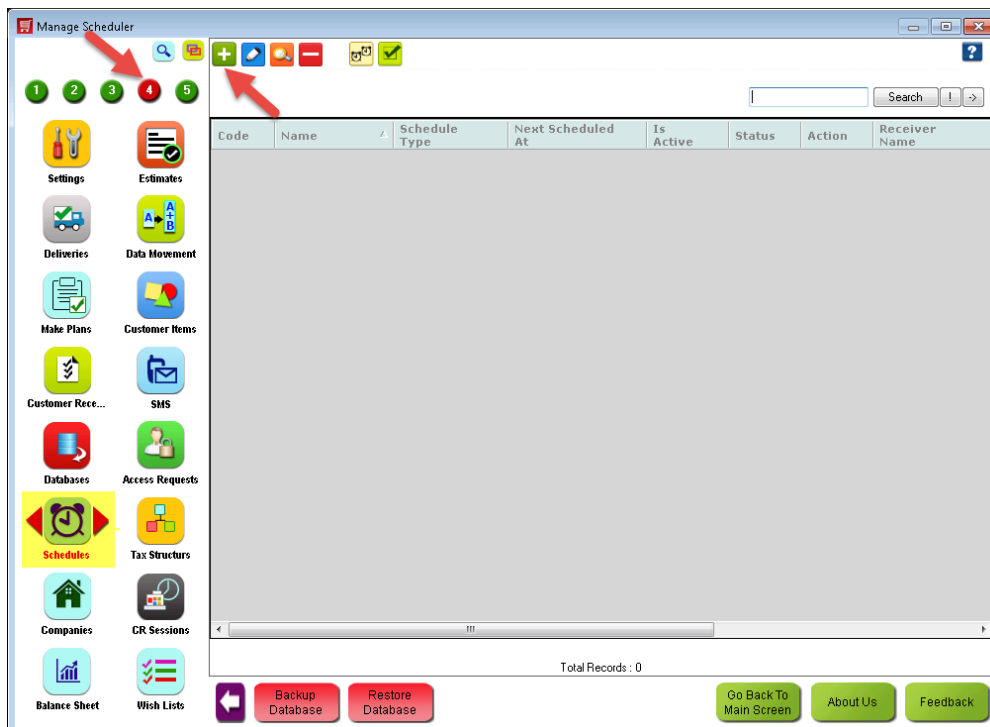 Manage Scheduler
1 2 3 4 5
Search ! ->
Code Name Schedule Type Next Scheduled At Is Active Status Action Receiver Name
Settings Estimates
Deliveries Data Movement
Make Plans Customer Items
Customer Rece... SMS
Databases Access Requests
Schedules Tax Structurs
Companies CR Sessions
Balance Sheet Wish Lists
A A+B
?
Total Records : 0
Backup Database
Restore Database
Go Back To Main Screen
About Us
Feedback